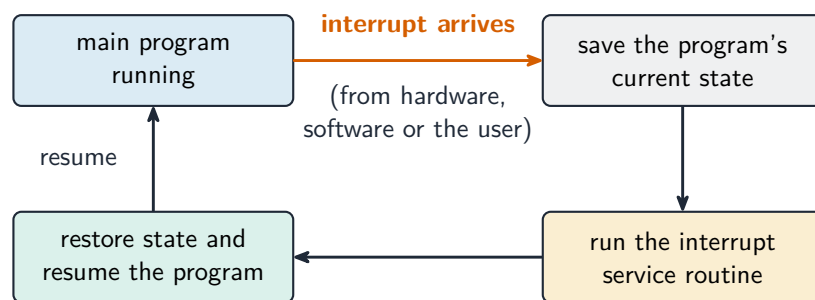 main program
running
interrupt arrives
(from hardware,
software or the user)
save the program's
current state
resume
restore state and
resume the program
run the interrupt
service routine